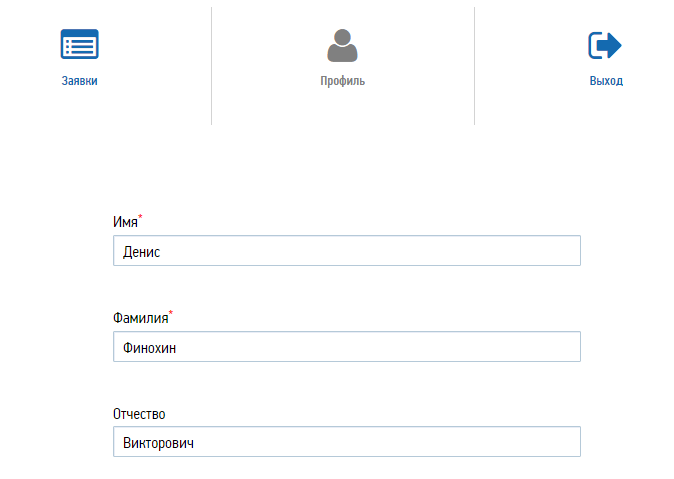 Заявки
Профиль
Выход
Имя*
Денис
Фамилия*
Финохин
Отчество
Викторович